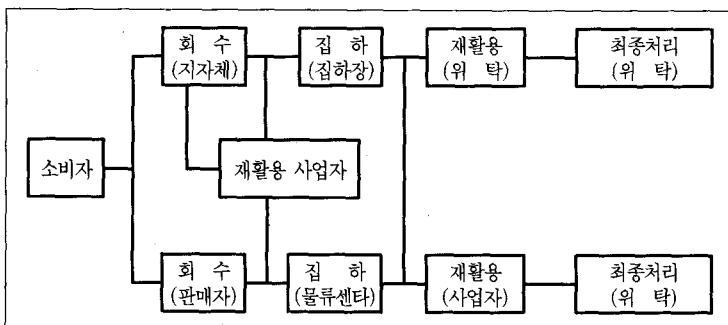 회 수
(지자체)
집 하
(집하장)
재활용
(위 탁)
최종처리
(위 탁)
소비자
재활용 사업자
회 수
(판매자)
집 하
(물류센타)
재활용
(사업자)
최종처리
(위 탁)